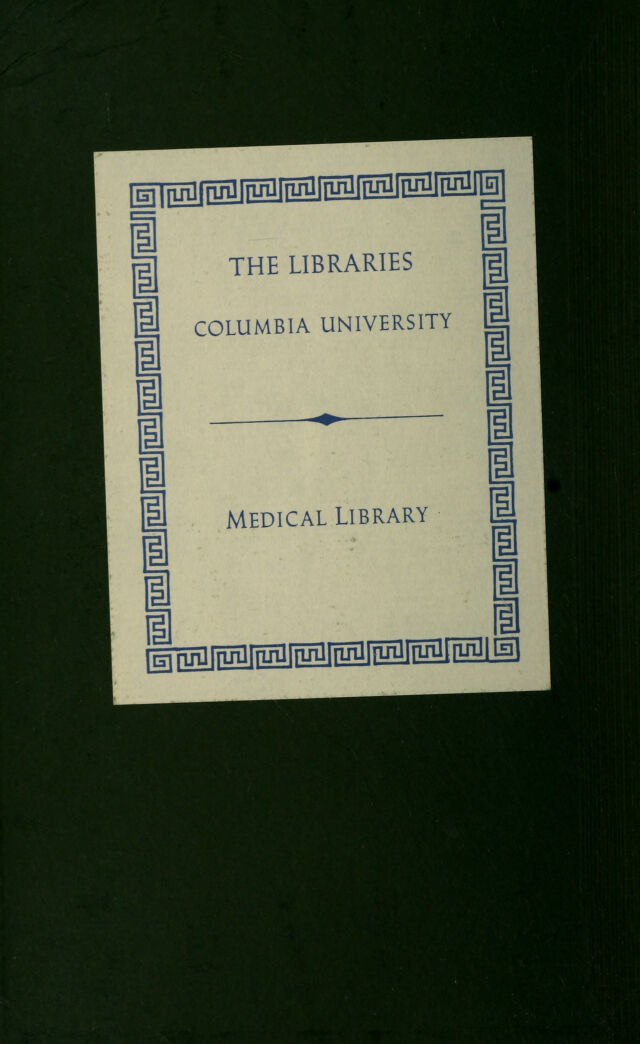 THE LIBRARIES
COLUMBIA UNIVERSITY
MEDICAL LIBRARY